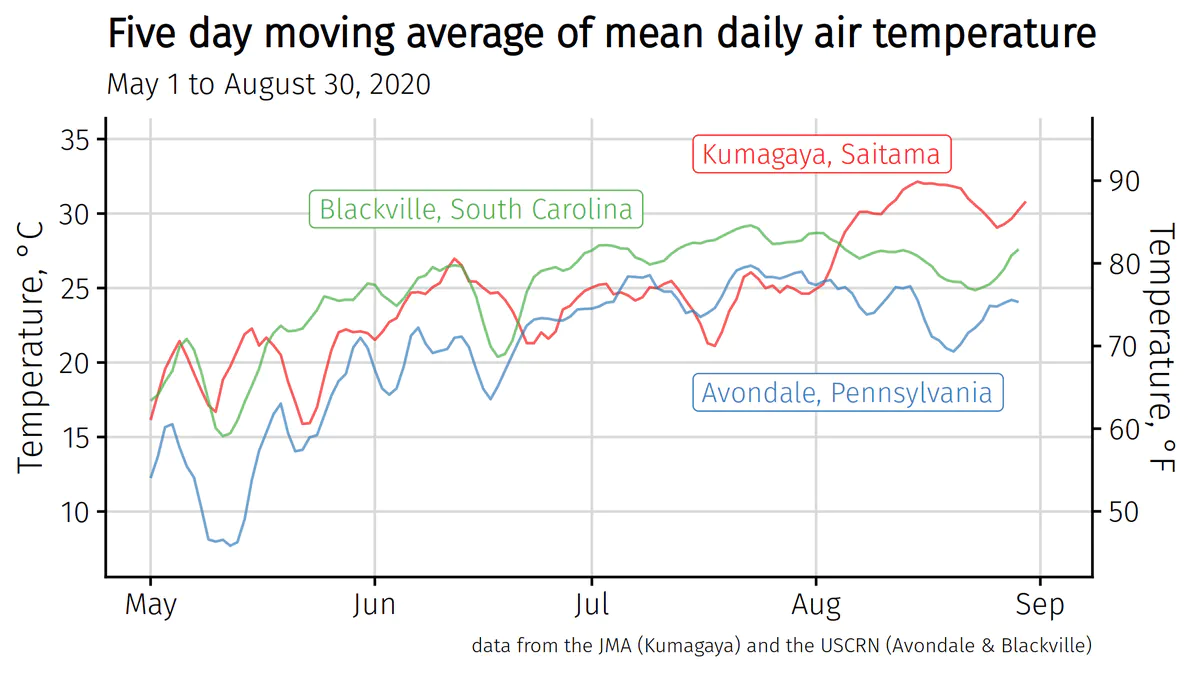 Five day moving average of mean daily air temperature
May 1 to August 30, 2020
Temperature, °C
35
30
25
20
15
10
Kumagaya, Saitama
Blackville, South Carolina
Avondale, Pennsylvania
90
80
70
60
50
Temperature, °F
May Jun Jul Aug Sep
data from the JMA (Kumagaya) and the USCRN (Avondale & Blackville)